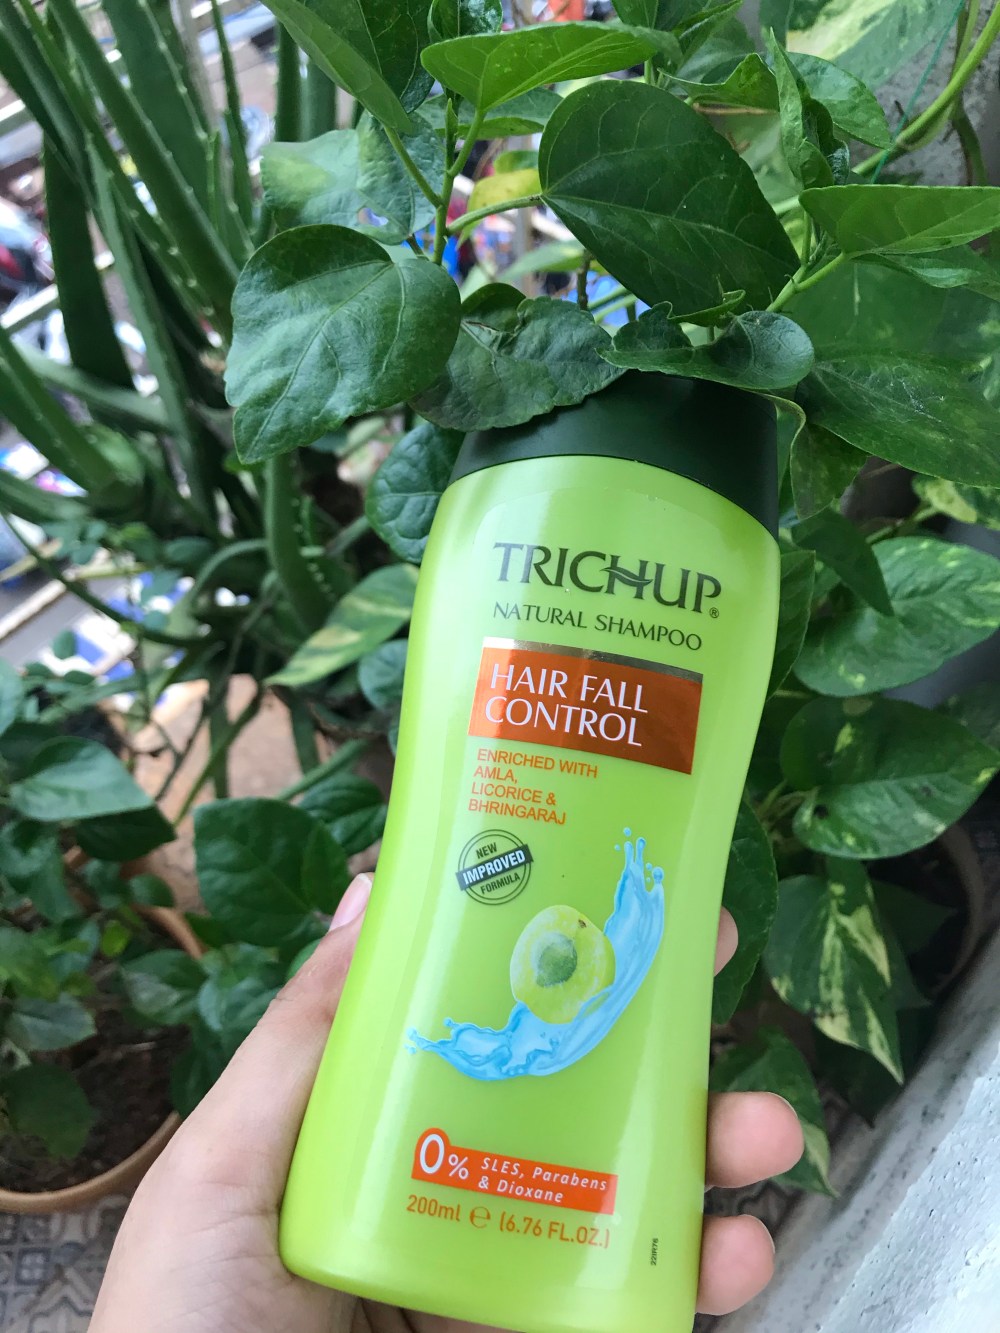 TRICHUP®
NATURAL SHAMPOO
HAIR FALL
CONTROL
ENRICHED WITH
AMLA,
LICORICE &
BHRINGARAJ
NEW
IMPROVED
FORMULA
0% SLES, Parabens
& Dioxane
200ml ℮ (6.76 FL.OZ.)